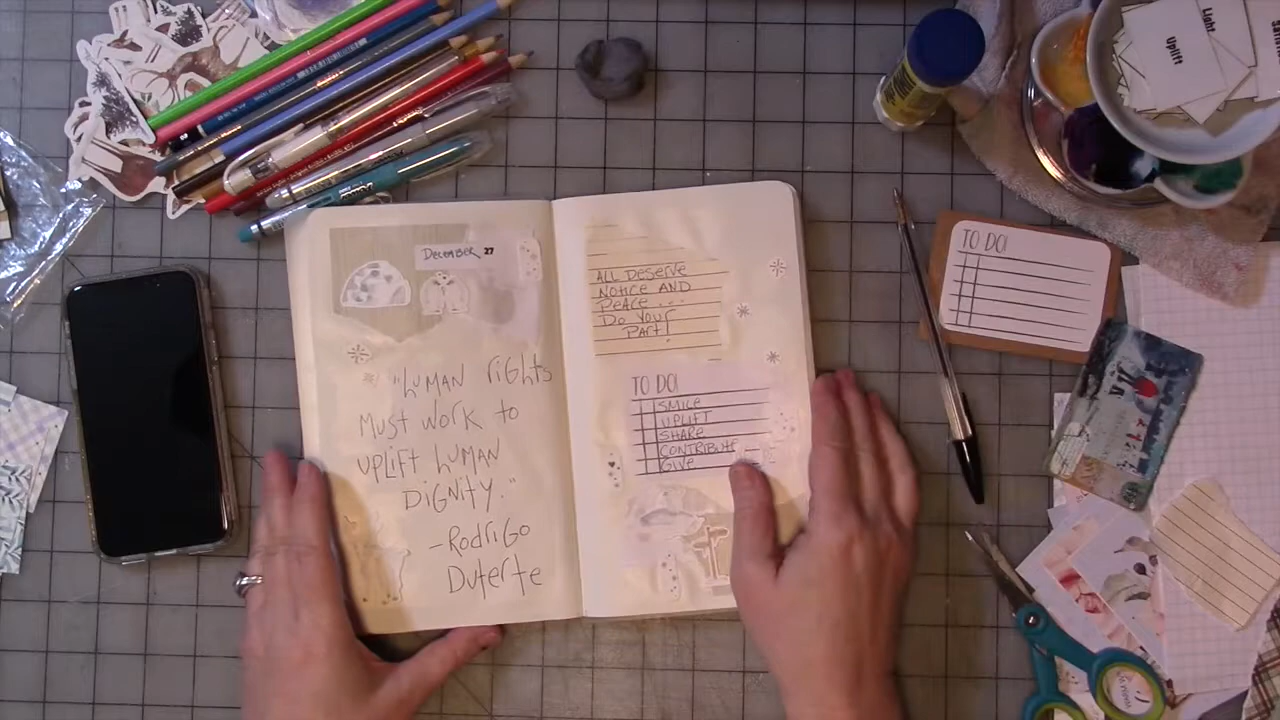 Light
Uplift
DECEMBER 27
"HUMAN rights
MUST WORK to
UPLIFT HUMAN
DIGNITY."
-RODRIGO
DUTERTE
ALL DESERVE
NOTICE AND
PEACE...
DO YOUR
PART!
TO DO!
SMILE
UPLIFT
SHARE
CONTRIBUTE
GIVE
TO DO!